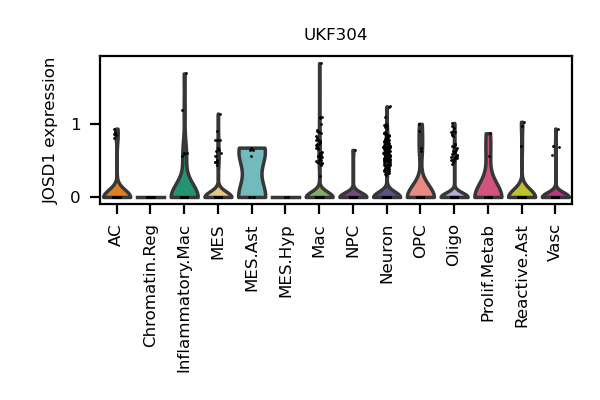 UKF304
JOSD1 expression
1
0
AC
Chromatin.Reg
Inflammatory.Mac
MES
MES.Ast
MES.Hyp
Mac
NPC
Neuron
OPC
Oligo
Prolif.Metab
Reactive.Ast
Vasc